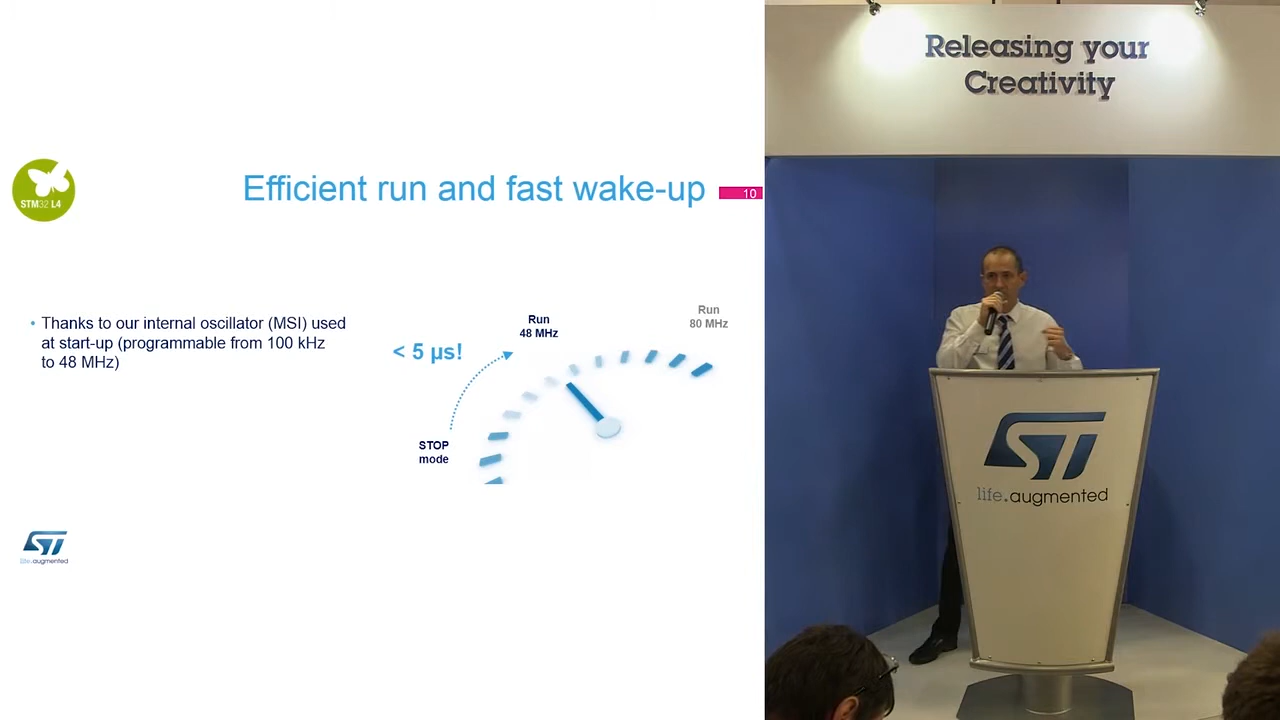 STM32 L4
Efficient run and fast wake-up
10
• Thanks to our internal oscillator (MSI) used
at start-up (programmable from 100 kHz
to 48 MHz)
< 5 µs!
Run
48 MHz
Run
80 MHz
STOP
mode
ST
life.augmented
Releasing your
Creativity
ST
life.augmented